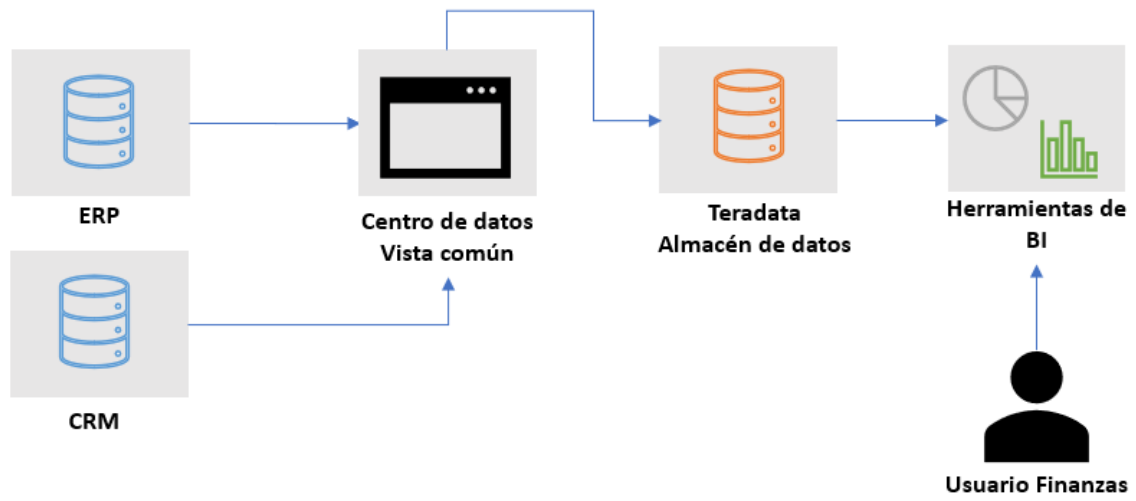 ERP
Centro de datos
Vista común
Teradata
Almacén de datos
Herramientas de
BI
CRM
Usuario Finanzas